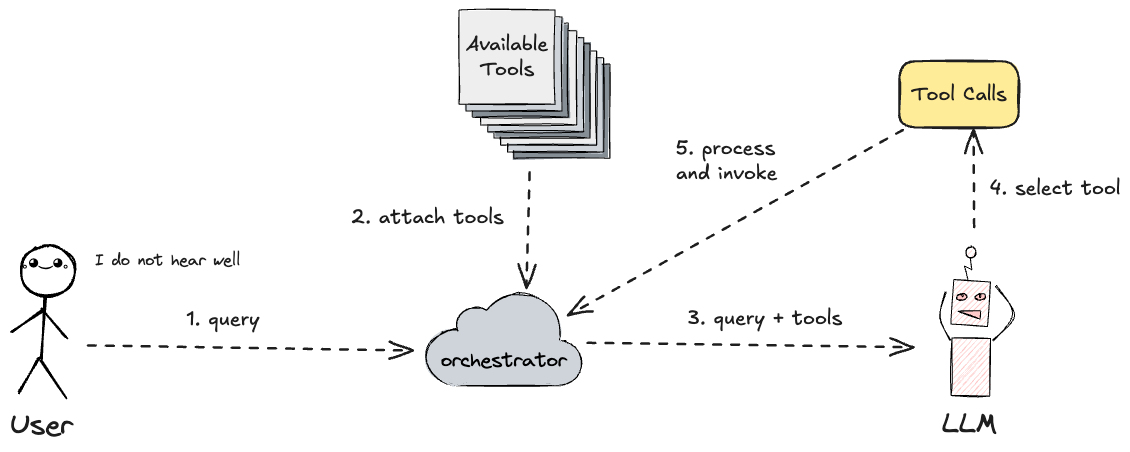 Available
Tools
Tool Calls
5. process
and invoke
4. select tool
2. attach tools
I do not hear well
1. query
3. query + tools
orchestrator
User
LLM